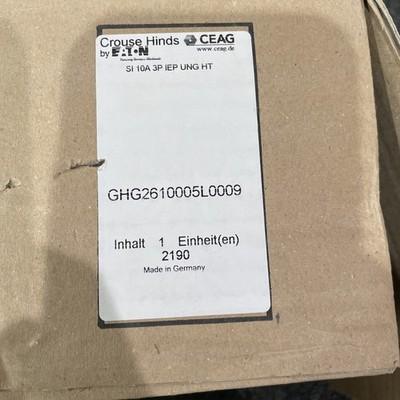 Crouse Hinds CEAG
by EATON www.ceag.de
SI 10A 3P IEP UNG HT
GHG2610005L0009
Inhalt 1 Einheit(en)
2190
Made in Germany